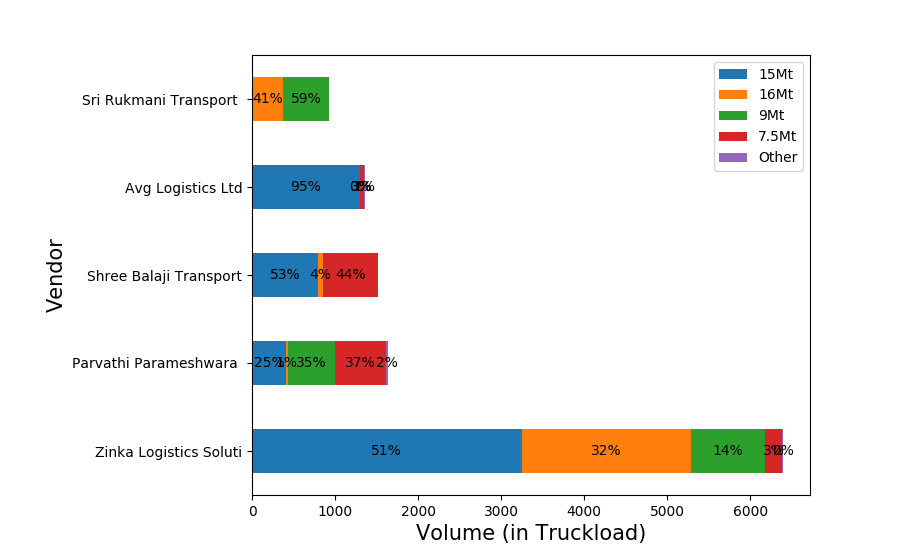 15Mt
16Mt
9Mt
7.5Mt
Other
Sri Rukmani Transport
41% 59%
Avg Logistics Ltd
95%
Shree Balaji Transport
53% 4% 44%
Parvathi Parameshwara
25% 1% 35% 37% 2%
Zinka Logistics Soluti
51% 32% 14% 3% 0%
0 1000 2000 3000 4000 5000 6000
Volume (in Truckload)
Vendor